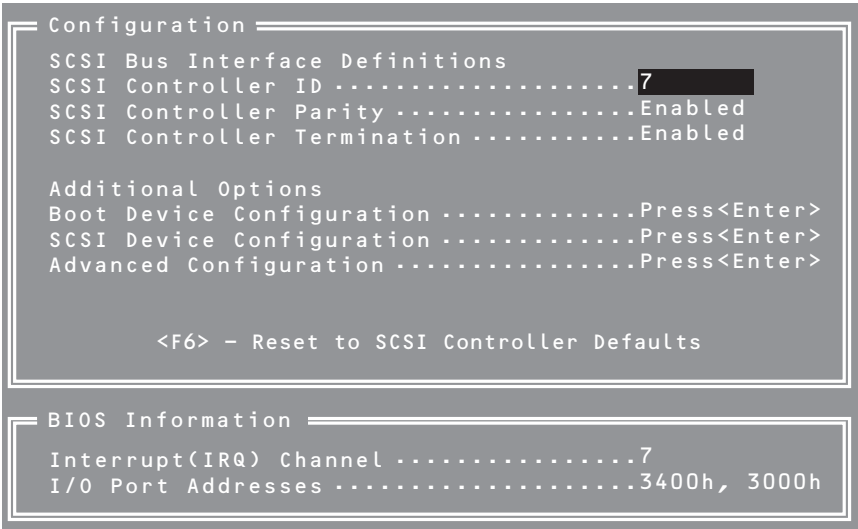 Configuration
SCSI Bus Interface Definitions
SCSI Controller ID ····················7
SCSI Controller Parity ················Enabled
SCSI Controller Termination ···········Enabled
Additional Options
Boot Device Configuration ·············Press<Enter>
SCSI Device Configuration ·············Press<Enter>
Advanced Configuration ················Press<Enter>
<F6> – Reset to SCSI Controller Defaults
BIOS Information
Interrupt(IRQ) Channel ················7
I/O Port Addresses ····················3400h, 3000h